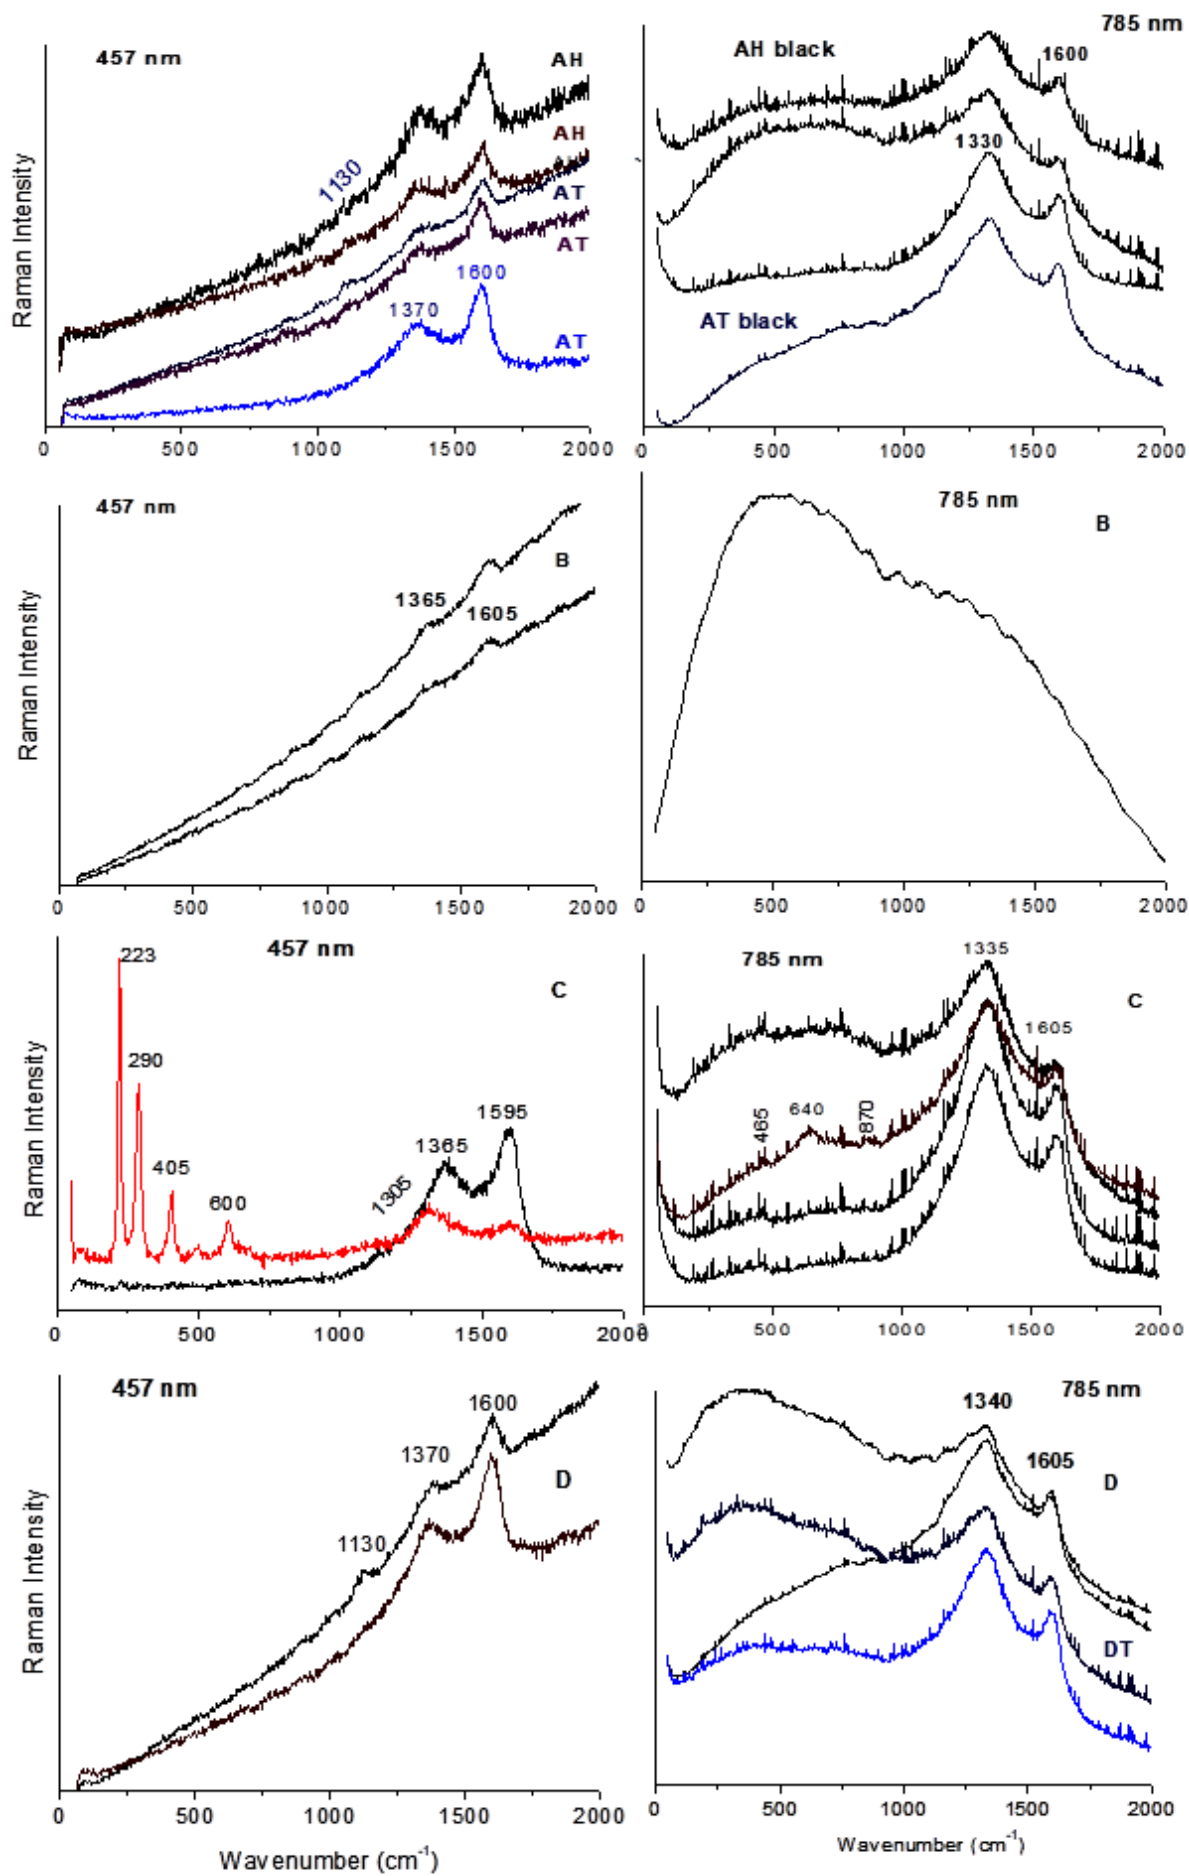 457 nm
AH
AH
AH
AT
AT
AT
1130
1370
1600
Raman Intensity
0 500 1000 1500 2000
785 nm
AH black
1600
1330
AT black
0 500 1000 1500 2000
457 nm
B
1365
1605
Raman Intensity
0 500 1000 1500 2000
785 nm
B
0 500 1000 1500 2000
457 nm
C
223
290
405
600
1305
1365
1595
Raman Intensity
0 500 1000 1500 2000
785 nm
C
1335
1605
465
640
870
500 1000 1500 2000
457 nm
D
1130
1370
1600
Raman Intensity
0 500 1000 1500 2000
Wavenumber (cm-1)
785 nm
1340
1605
D
DT
0 500 1000 1500 2000
Wavenumber (cm-1)